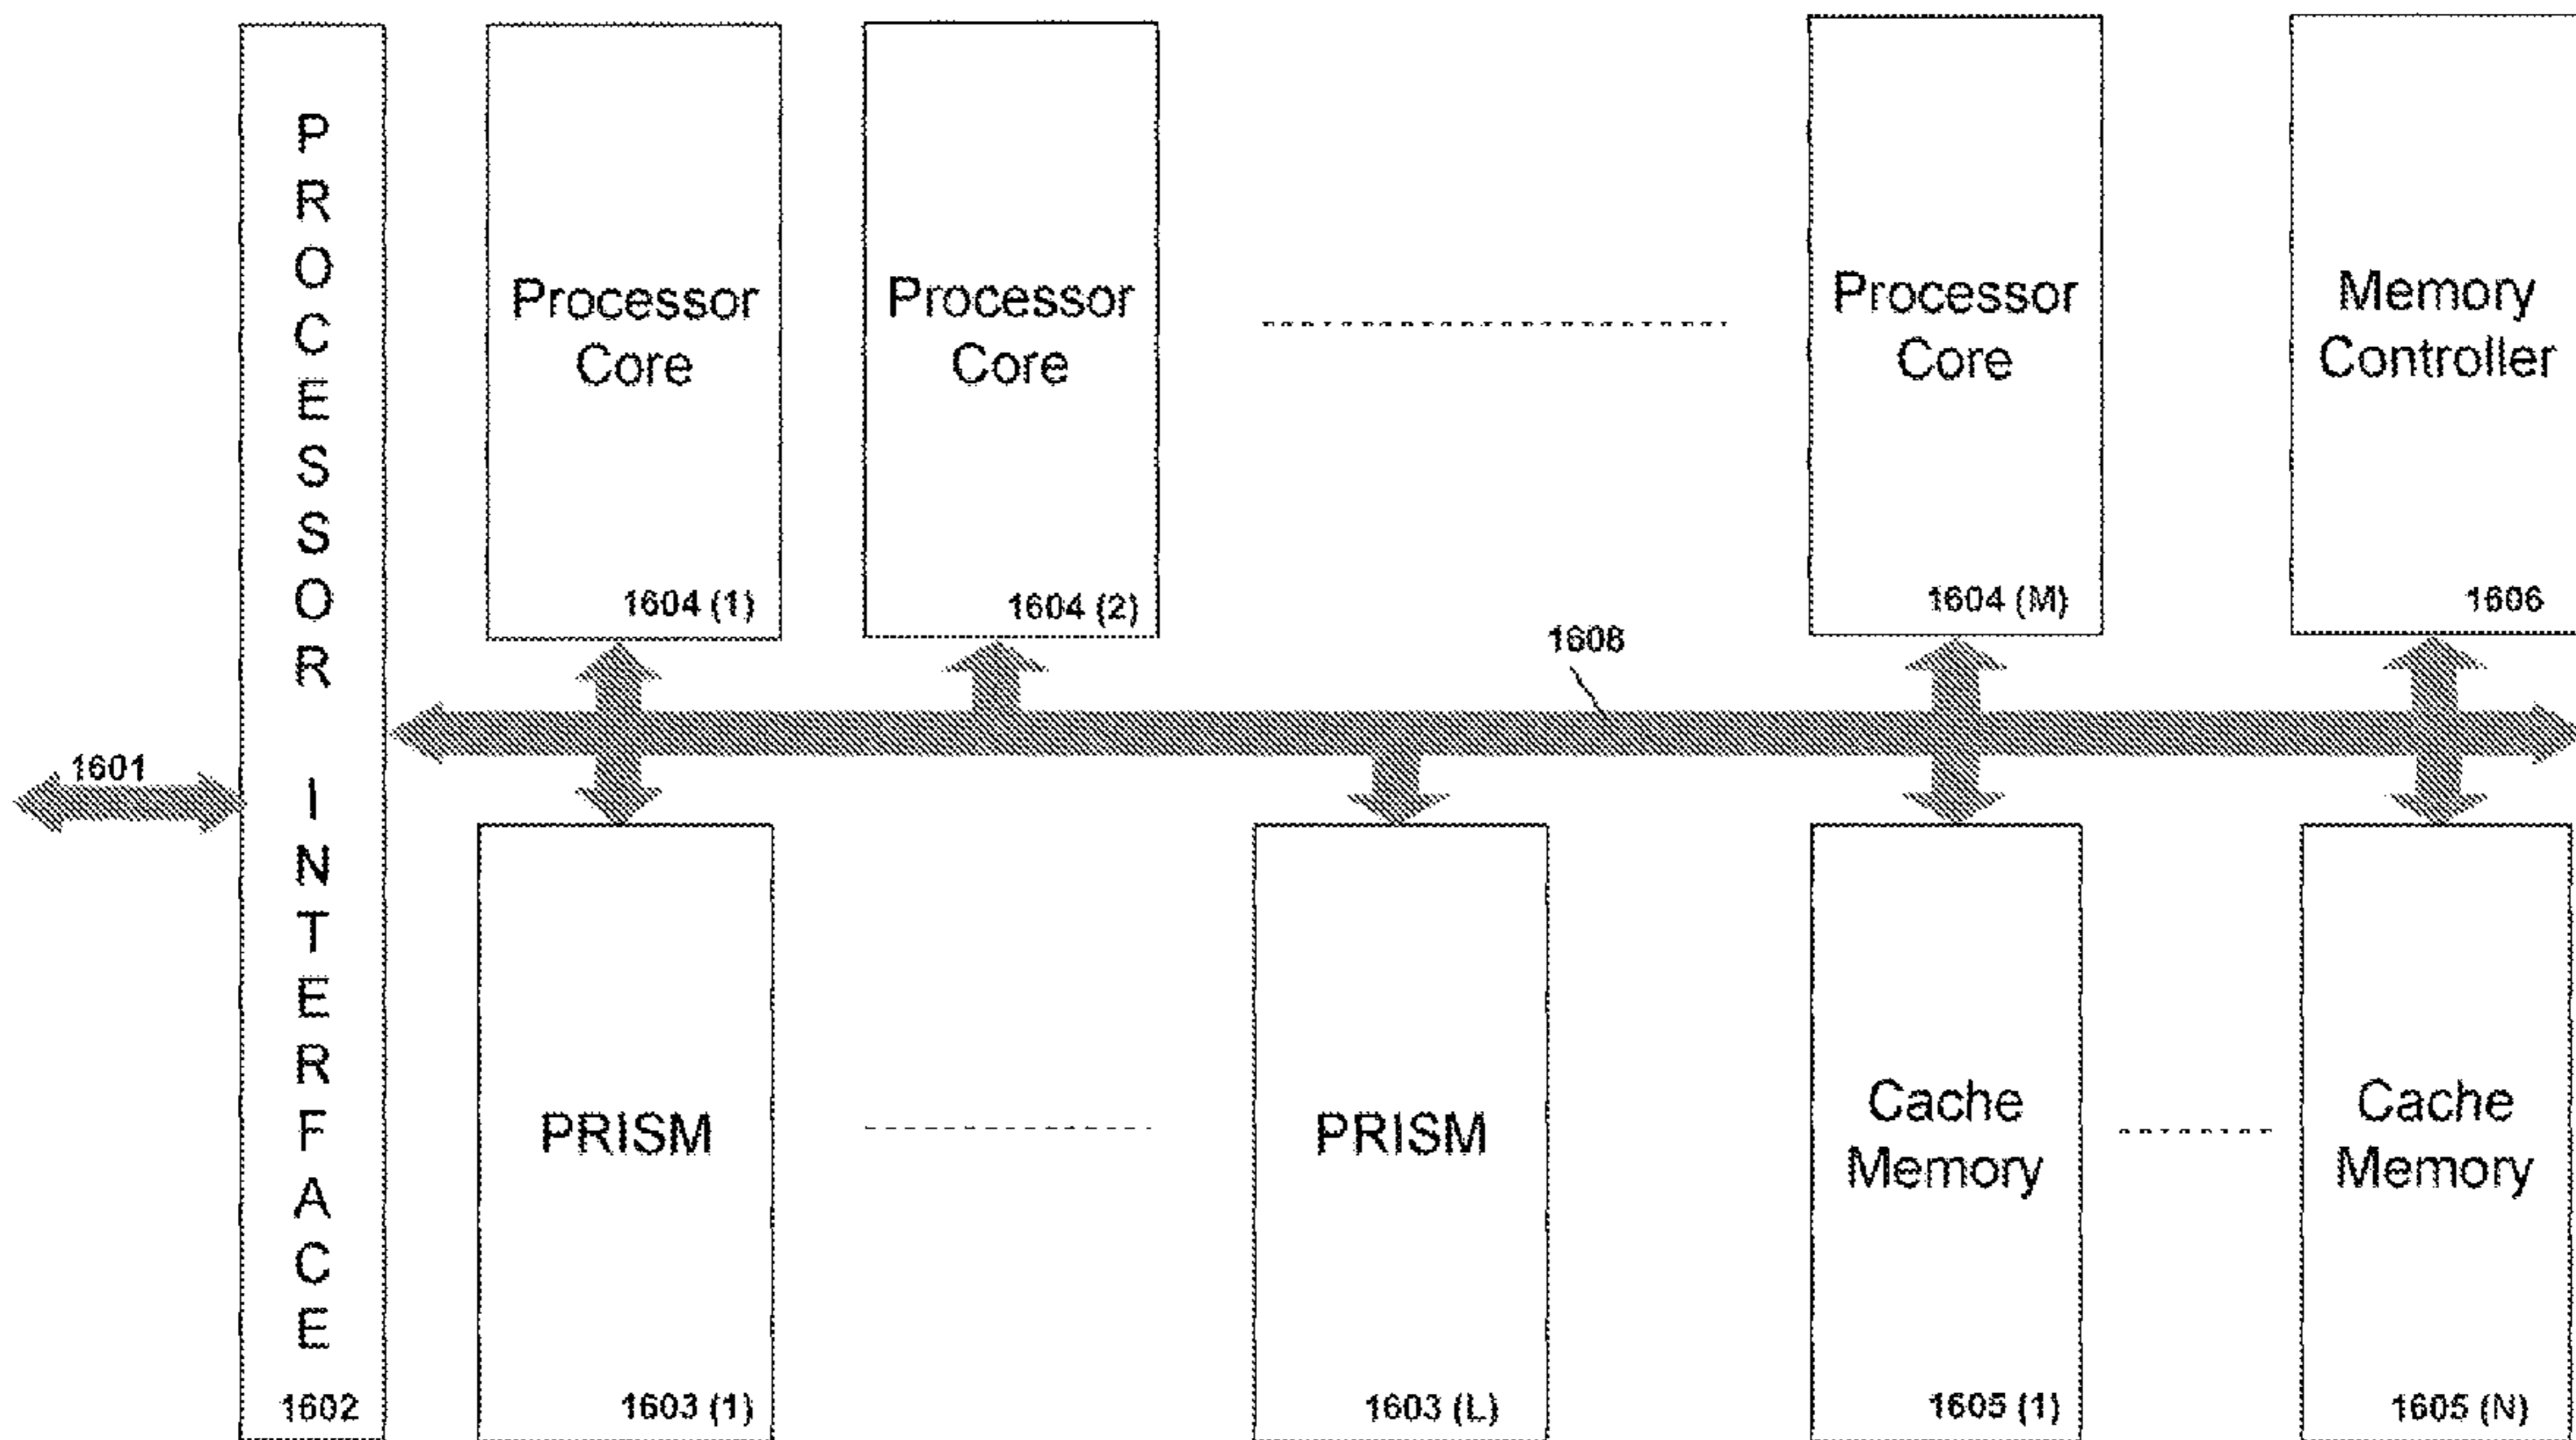 PROCESSOR INTERFACE
1602
1601
Processor
Core
1604 (1)
Processor
Core
1604 (2)
Processor
Core
1604 (M)
Memory
Controller
1606
1608
PRISM
1603 (1)
PRISM
1603 (L)
Cache
Memory
1605 (1)
Cache
Memory
1605 (N)